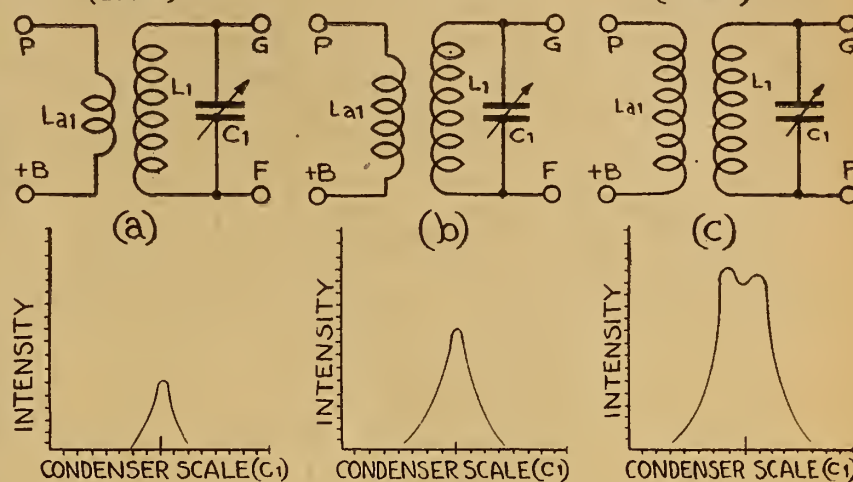 P G P G P G
La1 L1 C1 La1 L1 C1 La1 L1 C1
+B F +B F +B F
(a) (b) (c)
INTENSITY INTENSITY INTENSITY
CONDENSER SCALE(C1) CONDENSER SCALE(C1) CONDENSER SCALE(C1)